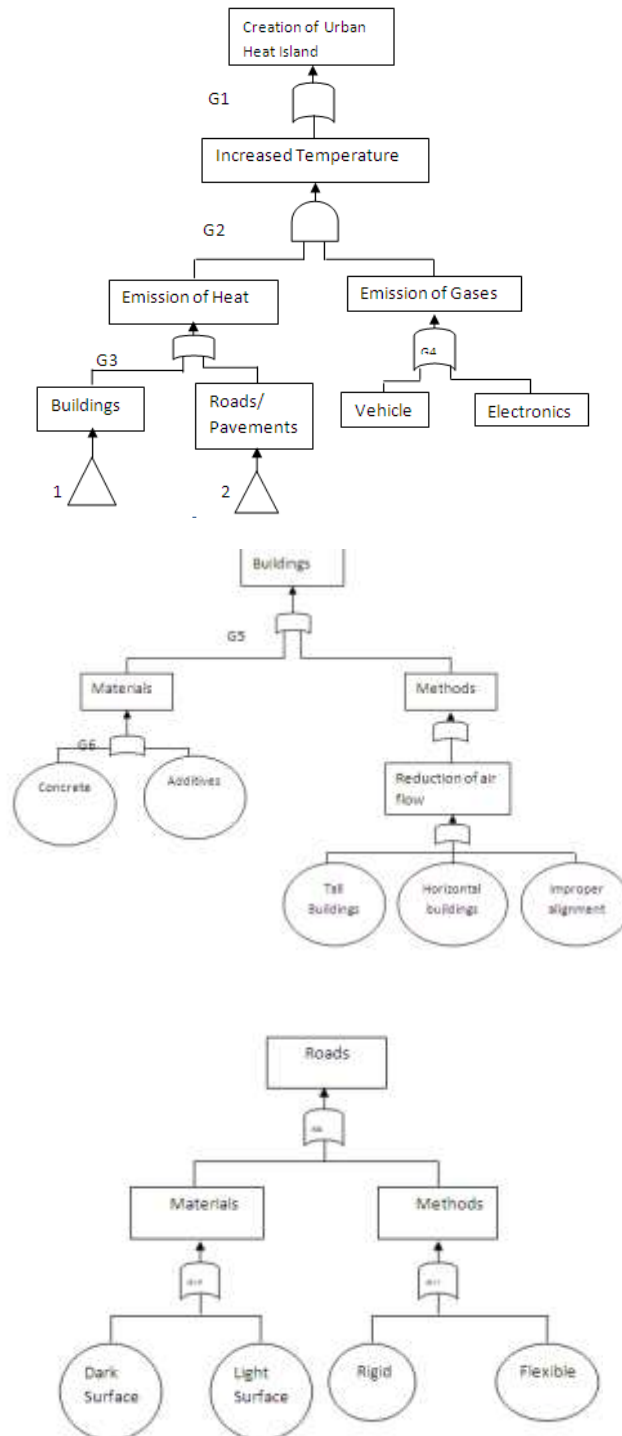 Creation of Urban
Heat Island
G1
Increased Temperature
G2
Emission of Heat
Emission of Gases
G3
G4
Buildings
Roads/
Pavements
Vehicle
Electronics
1
2
Buildings
G5
Materials
Methods
G6
Concrete
Additives
Reduction of air
flow
Tall
Buildings
Horizontal
buildings
Improper
alignment
Roads
Materials
Methods
Dark
Surface
Light
Surface
Rigid
Flexible